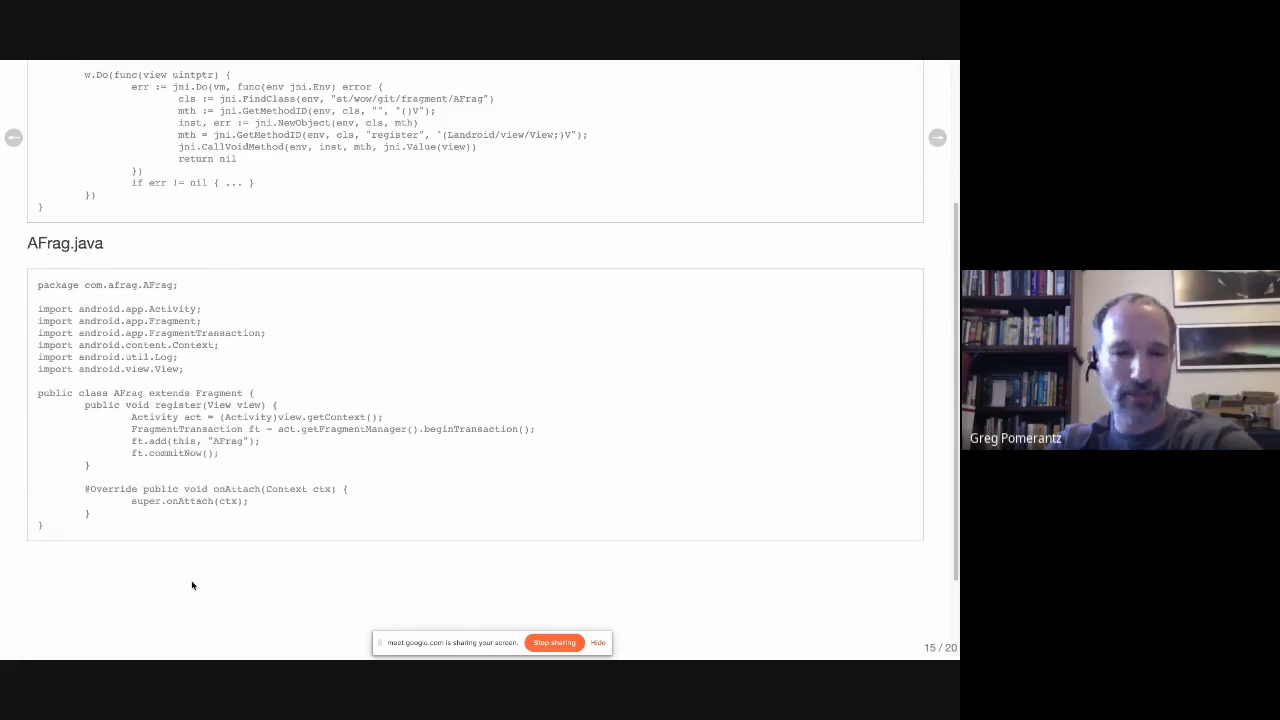 w.Do(func(view uintptr) {
err := jni.Do(vm, func(env jni.Env) error {
cls := jni.FindClass(env, "st/wow/git/fragment/AFrag")
mth := jni.GetMethodID(env, cls, "", "()V");
inst, err := jni.NewObject(env, cls, mth)
mth = jni.GetMethodID(env, cls, "register", "(Landroid/view/View;)V");
jni.CallVoidMethod(env, inst, mth, jni.Value(view))
return nil
})
if err != nil { ... }
})
}
AFrag.java
package com.afrag.AFrag;
import android.app.Activity;
import android.app.Fragment;
import android.app.FragmentTransaction;
import android.content.Context;
import android.util.Log;
import android.view.View;
public class AFrag extends Fragment {
public void register(View view) {
Activity act = (Activity)view.getContext();
FragmentTransaction ft = act.getFragmentManager().beginTransaction();
ft.add(this, "AFrag");
ft.commitNow();
}
@Override public void onAttach(Context ctx) {
super.onAttach(ctx);
}
}
Greg Pomerantz
meet.google.com is sharing your screen. Stop sharing Hide
15 / 20